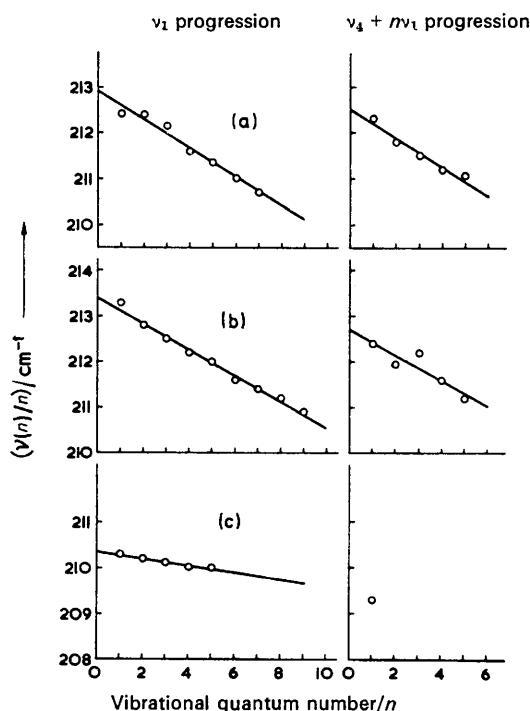 ν₁ progression    ν₄ + nν₁ progression
213
212
211
210
(a)
214
213
212
211
210
(b)
(ν(n)/n)/cm⁻¹
211
210
209
208
(c)
0 2 4 6 8 10    0 2 4 6
Vibrational quantum number/n